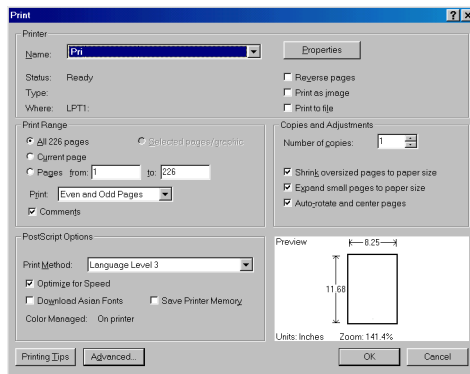 Print
Printer
Name: Pri
Properties
Status: Ready
Type:
Where: LPT1:
Reverse pages
Print as image
Print to file
Print Range
All 226 pages
Selected pages/graphic
Current page
Pages from: 1 to: 226
Print: Even and Odd Pages
Comments
Copies and Adjustments
Number of copies: 1
Shrink oversized pages to paper size
Expand small pages to paper size
Auto-rotate and center pages
PostScript Options
Print Method: Language Level 3
Optimize for Speed
Download Asian Fonts
Save Printer Memory
Color Managed: On printer
Preview
8.25
11.68
Units: Inches Zoom: 141.4%
Printing Tips
Advanced...
OK
Cancel